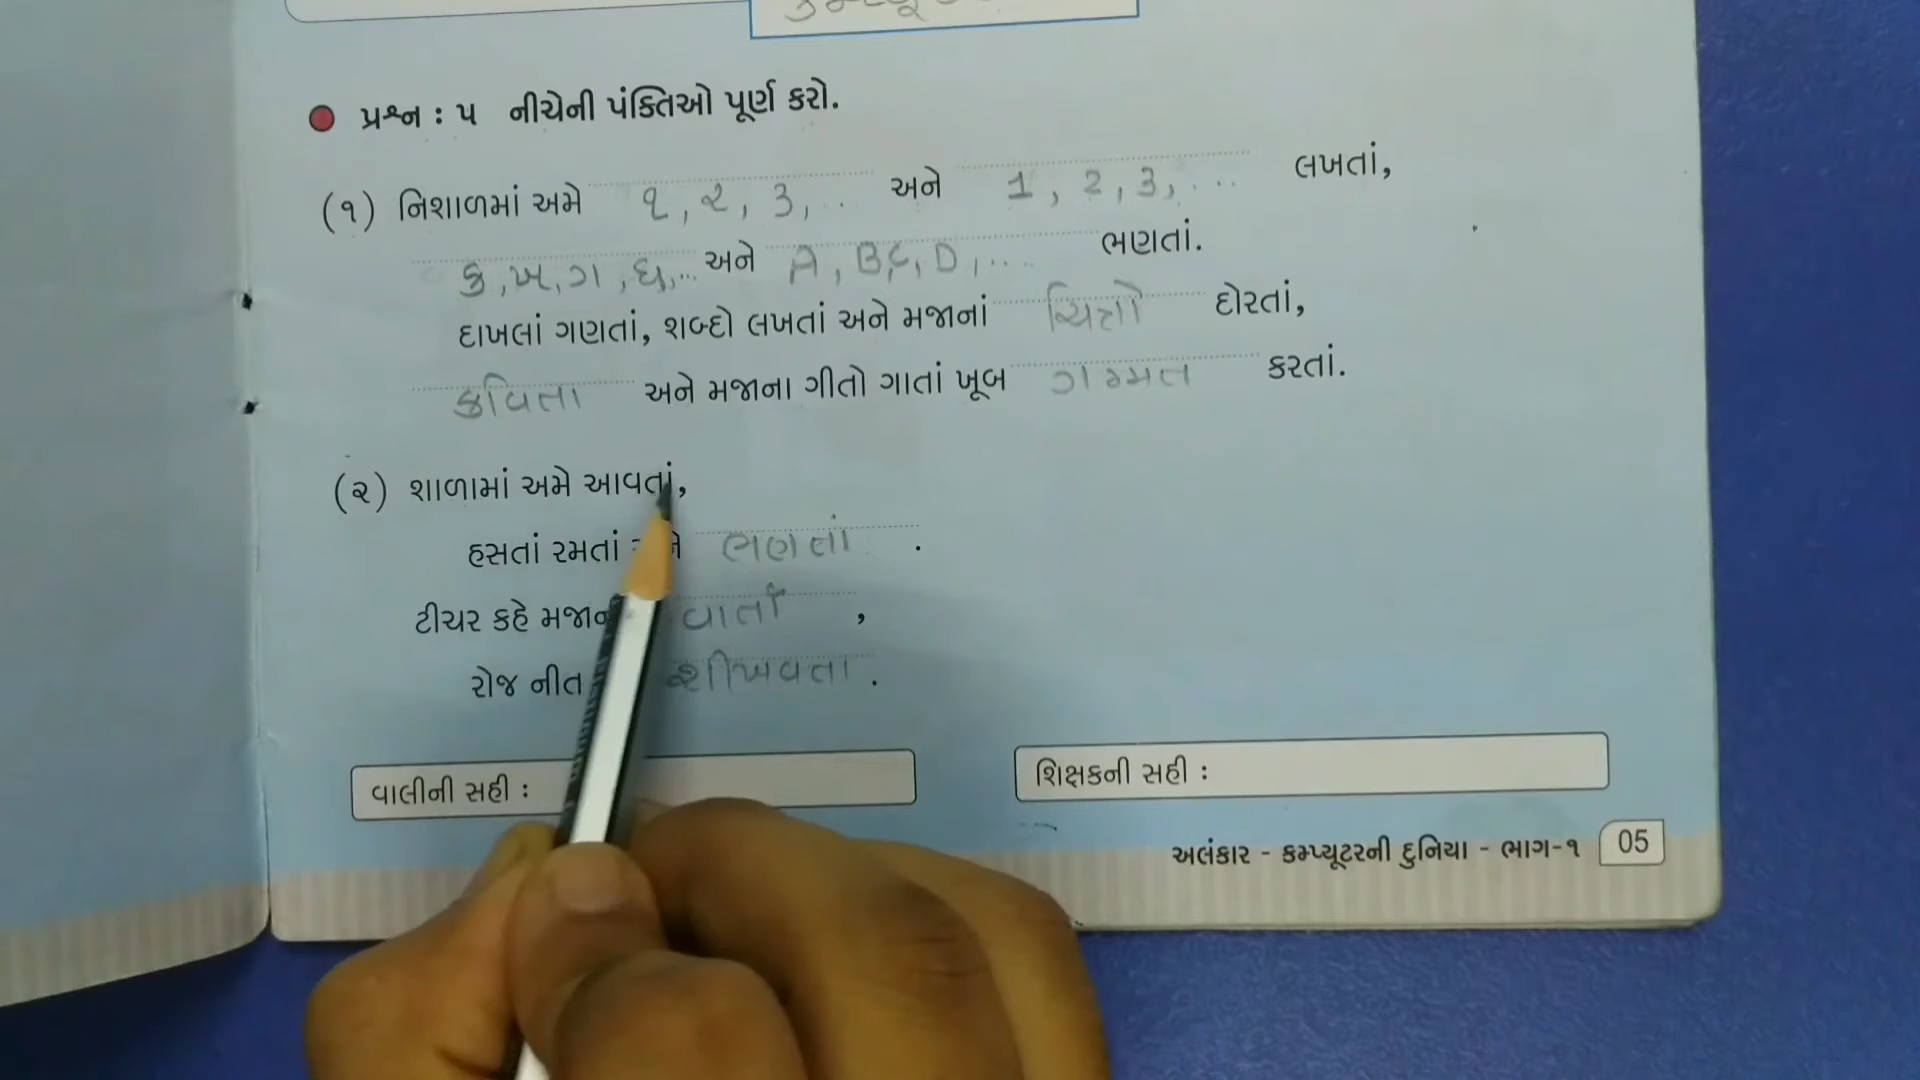 પ્રશ્ન : ૫ નીચેની પંક્તિઓ પૂર્ણ કરો.
(૧) નિશાળમાં અમે ૧, ૨, ૩, .. અને 1, 2, 3, ... લખતાં,
ક, ખ, ગ, ઘ, ... અને A, B, C, D, .... ભણતાં.
દાખલાં ગણતાં, શબ્દો લખતાં અને મજાનાં ચિત્રો દોરતાં,
કવિતા અને મજાના ગીતો ગાતાં ખૂબ ગમ્મત કરતાં.
(૨) શાળામાં અમે આવતાં,
હસતાં રમતાં ભણતાં .
ટીચર કહે વાર્તા ,
રોજ નીત શીખવતા .
વાલીની સહી :
શિક્ષકની સહી :
અલંકાર - કમ્પ્યૂટરની દુનિયા - ભાગ-૧ 05